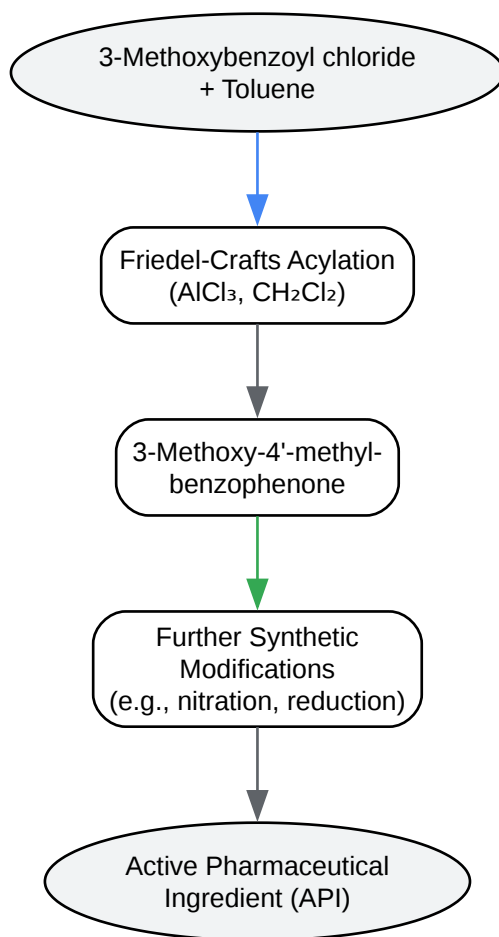 3-Methoxybenzoyl chloride
+ Toluene
Friedel-Crafts Acylation
(AlCl₃, CH₂Cl₂)
3-Methoxy-4'-methyl-
benzophenone
Further Synthetic
Modifications
(e.g., nitration, reduction)
Active Pharmaceutical
Ingredient (API)